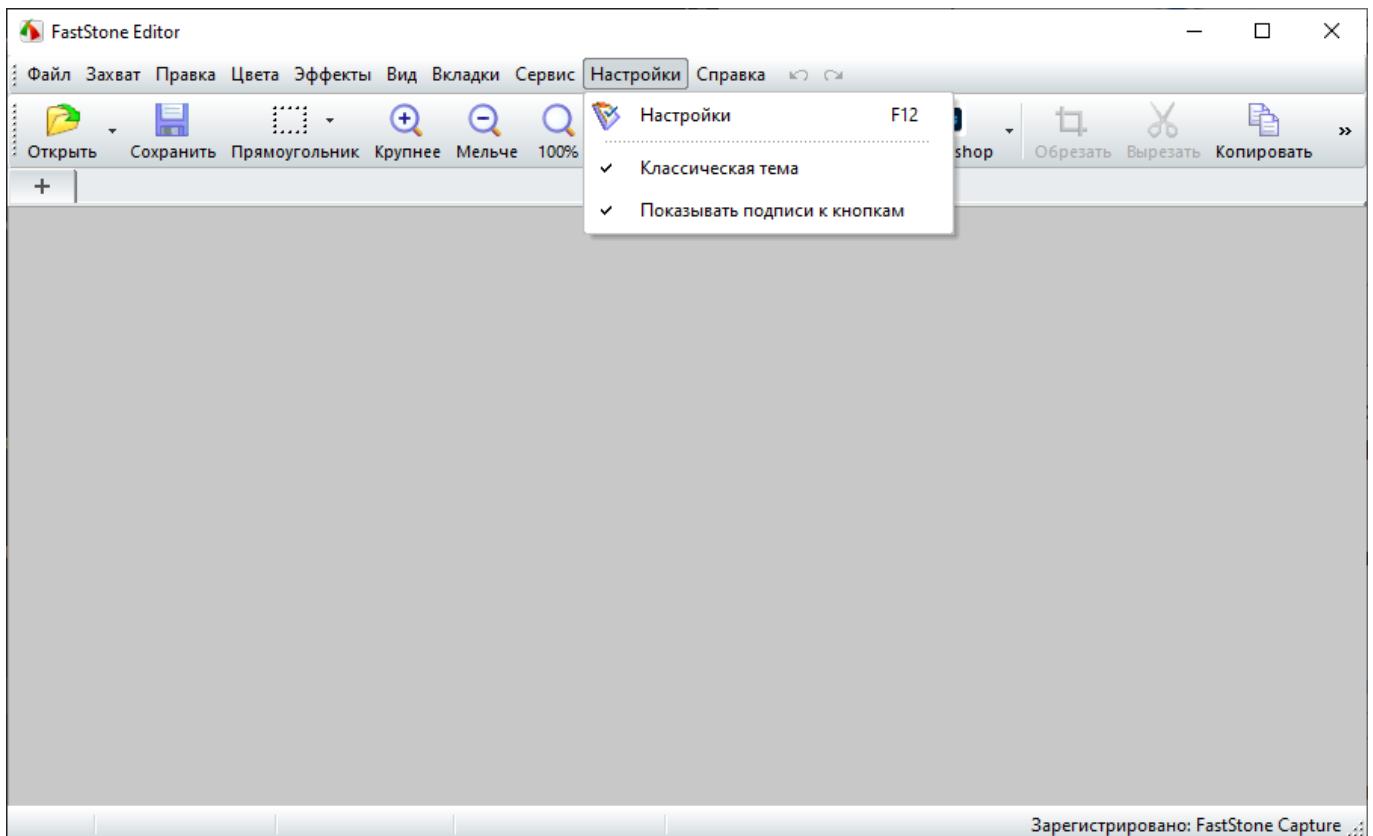 FastStone Editor
Файл Захват Правка Цвета Эффекты Вид Вкладки Сервис Настройки Справка
Настройки F12
Открыть Сохранить Прямоугольник Крупнее Мельче 100% shop Обрезать Вырезать Копировать
Классическая тема
Показывать подписи к кнопкам
Зарегистрировано: FastStone Capture